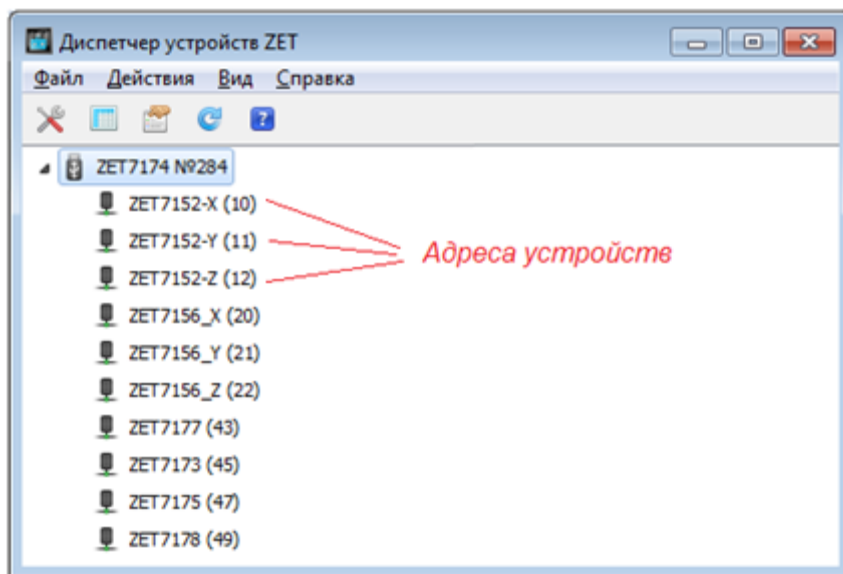 Диспетчер устройств ZET
Файл Действия Вид Справка
ZET7174 №284
ZET7152-X (10)
ZET7152-Y (11)
ZET7152-Z (12)
Адреса устройств
ZET7156_X (20)
ZET7156_Y (21)
ZET7156_Z (22)
ZET7177 (43)
ZET7173 (45)
ZET7175 (47)
ZET7178 (49)